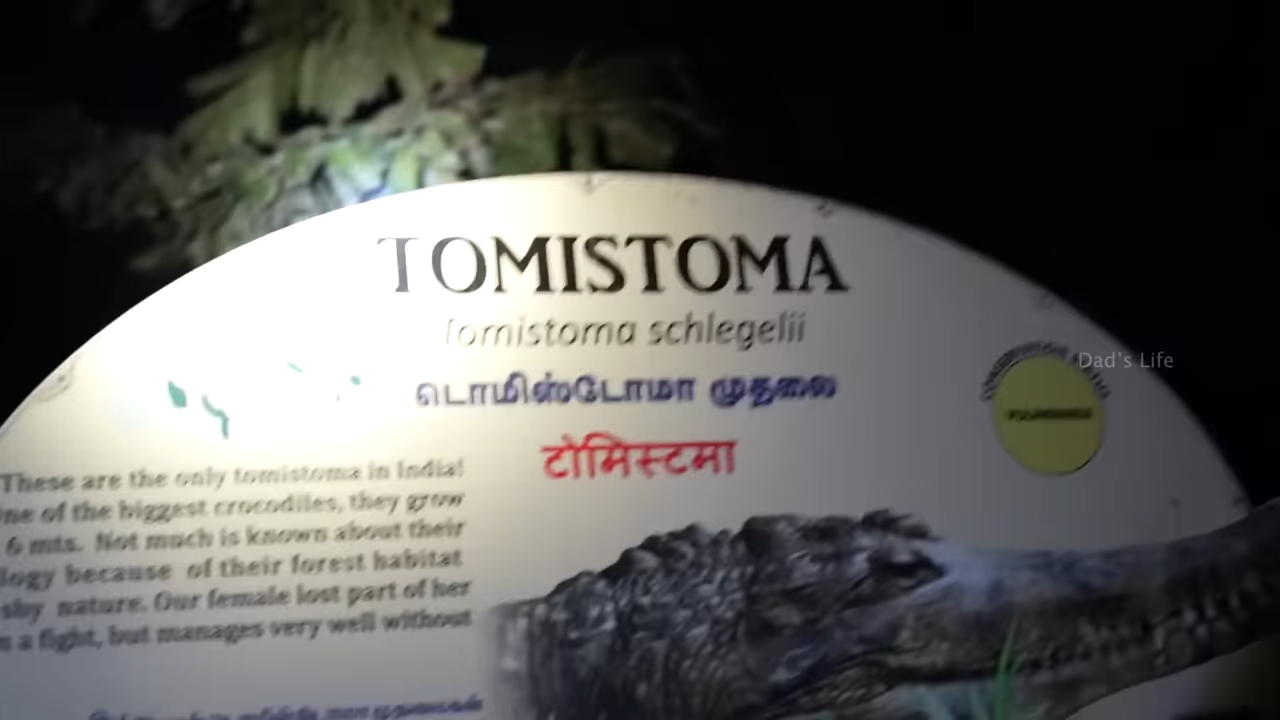 TOMISTOMA
Tomistoma schlegelii
டொமிஸ்டோமா முதலை
टोमिस्टमा
Dad's Life
VULNERABLE
These are the only tomistoma in India!
One of the biggest crocodiles, they grow
6 mts. Not much is known about their
because of their forest habitat
shy nature. Our female lost part of her
a fight, but manages very well without